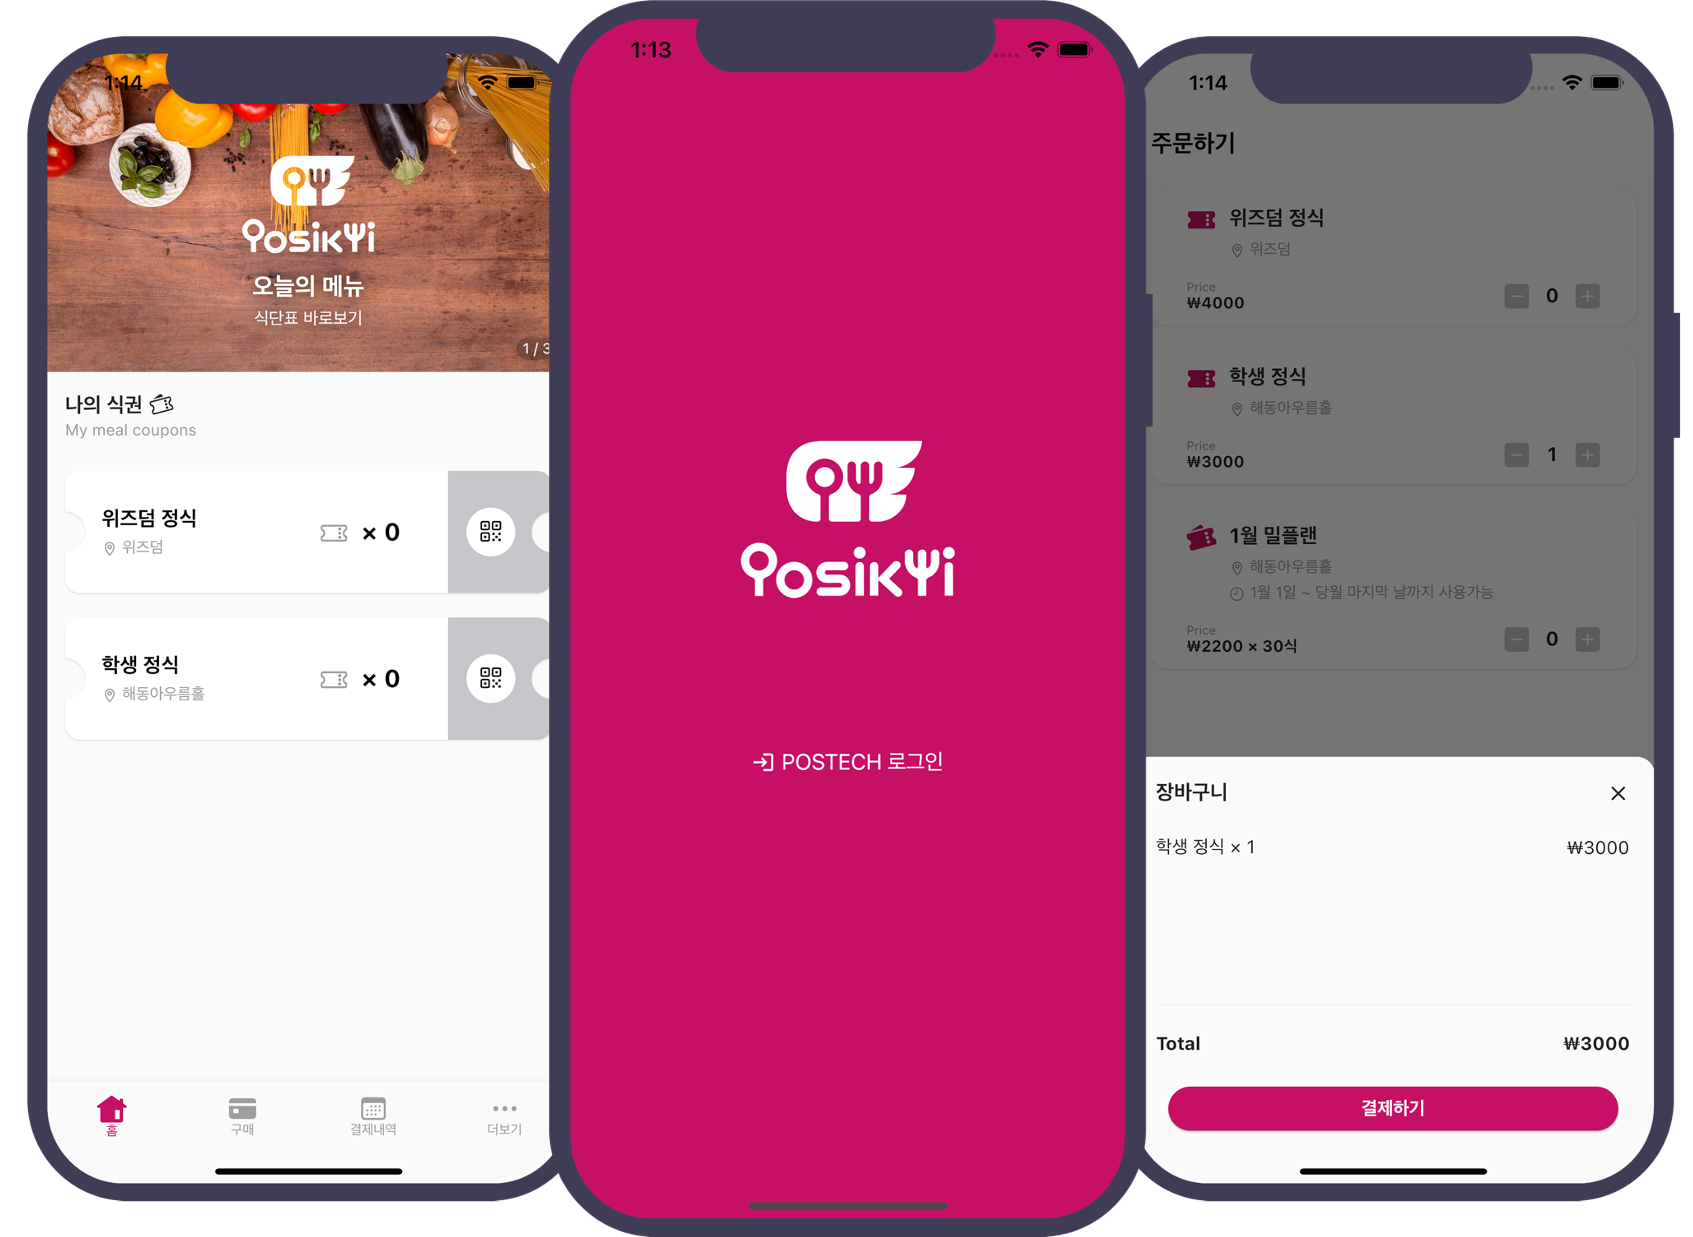 1:14
Posikki
오늘의 메뉴
식단표 바로보기
1 / 3
나의 식권
My meal coupons
위즈덤 정식
위즈덤
× 0
학생 정식
해동아우름홀
× 0
홈
구매
결제내역
더보기
1:13
Posikki
POSTECH 로그인
1:14
주문하기
위즈덤 정식
위즈덤
Price
₩4000
0
학생 정식
해동아우름홀
Price
₩3000
1
1월 밀플랜
해동아우름홀
1월 1일 ~ 당월 마지막 날까지 사용가능
Price
₩2200 × 30식
0
장바구니
학생 정식 × 1 ₩3000
Total ₩3000
결제하기